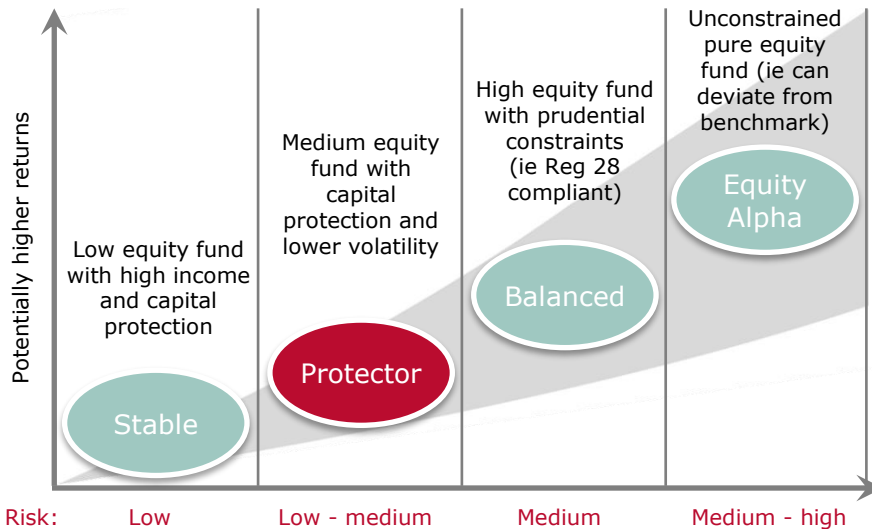 Potentially higher returns
Low equity fund
with high income
and capital
protection
Stable
Medium equity
fund with
capital
protection and
lower volatility
Protector
High equity fund
with prudential
constraints
(ie Reg 28
compliant)
Balanced
Unconstrained
pure equity
fund (ie can
deviate from
benchmark)
Equity
Alpha
Risk: Low Low - medium Medium Medium - high